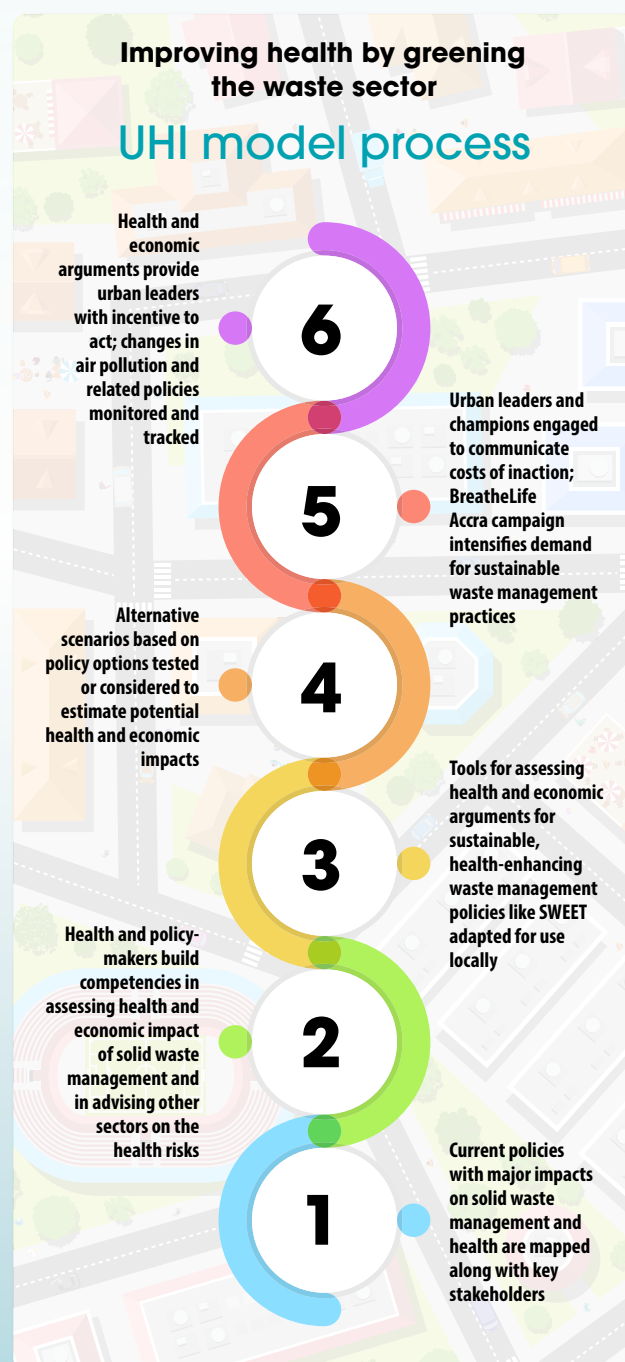 Improving health by greening
the waste sector
UHI model process
Health and
economic
arguments provide
urban leaders
with incentive to
act; changes in
air pollution and
related policies
monitored and
tracked
6
Urban leaders and
champions engaged
to communicate
costs of inaction;
BreatheLife
Accra campaign
intensifies demand
for sustainable
waste management
practices
5
Alternative
scenarios based on
policy options tested
or considered to
estimate potential
health and economic
impacts
4
Tools for assessing
health and economic
arguments for
sustainable,
health-enhancing
waste management
policies like SWEET
adapted for use
locally
3
Health and policy-
makers build
competencies in
assessing health and
economic impact
of solid waste
management and
in advising other
sectors on the
health risks
2
Current policies
with major impacts
on solid waste
management and
health are mapped
along with key
stakeholders
1